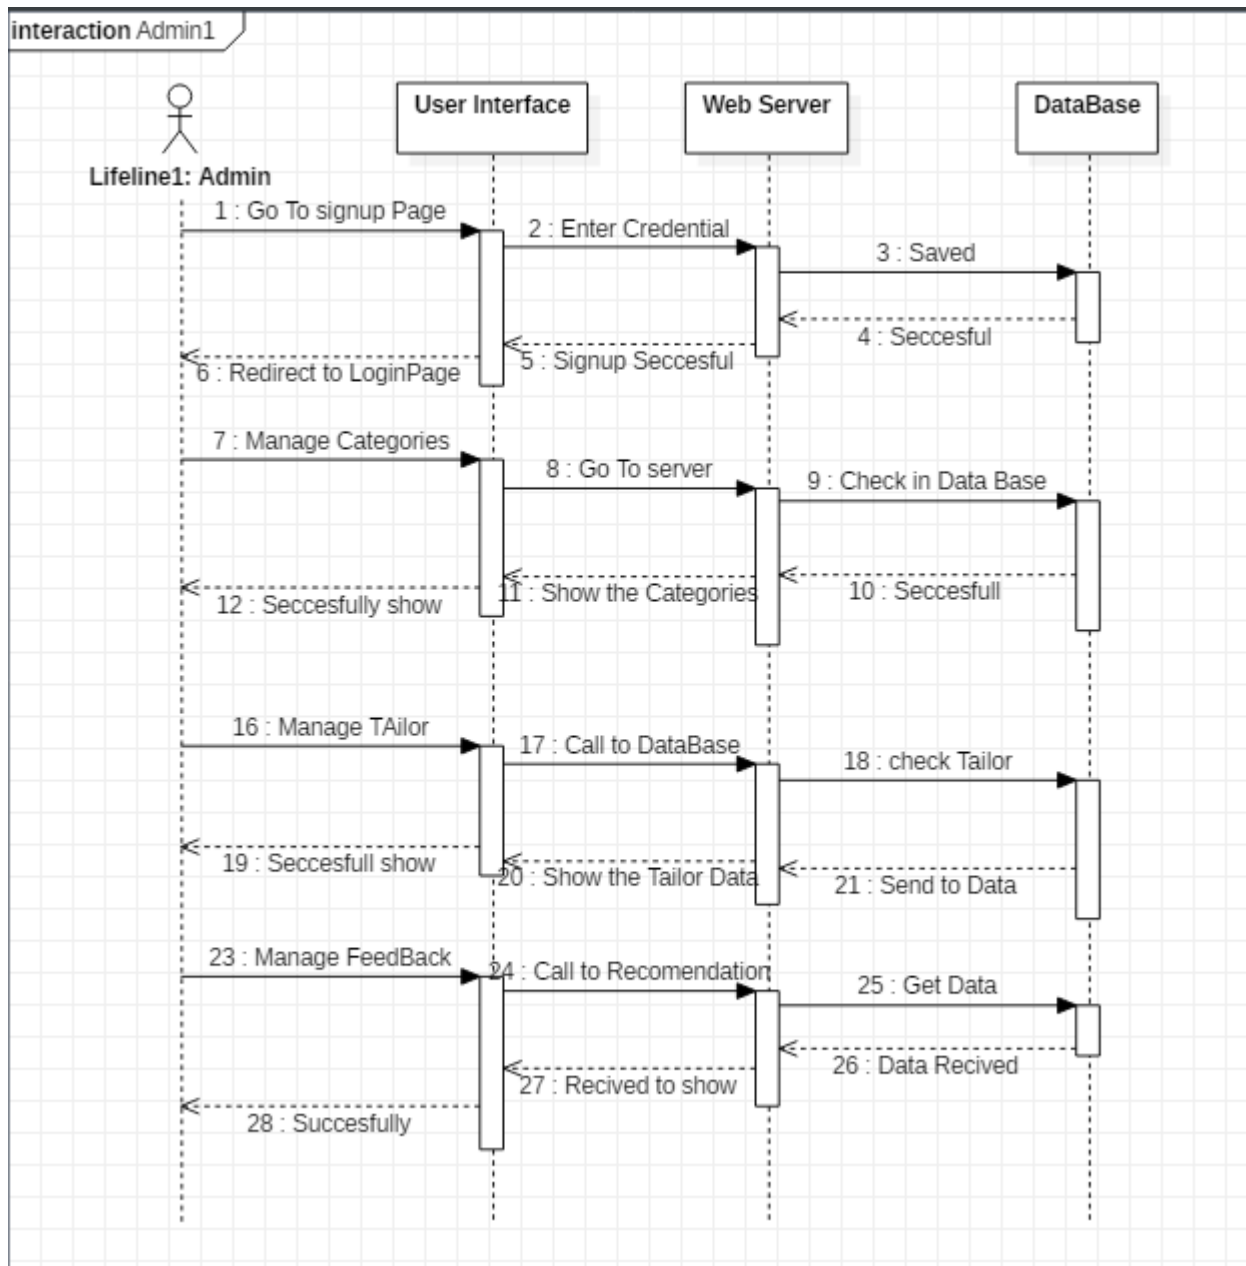 interaction Admin1
User Interface
Web Server
DataBase
Lifeline1: Admin
1 : Go To signup Page
2 : Enter Credential
3 : Saved
4 : Seccesful
5 : Signup Seccesful
6 : Redirect to LoginPage
7 : Manage Categories
8 : Go To server
9 : Check in Data Base
10 : Seccesfull
11 : Show the Categories
12 : Seccesfully show
16 : Manage TAilor
17 : Call to DataBase
18 : check Tailor
19 : Seccesfull show
20 : Show the Tailor Data
21 : Send to Data
23 : Manage FeedBack
24 : Call to Recomendation
25 : Get Data
26 : Data Recived
27 : Recived to show
28 : Succesfully